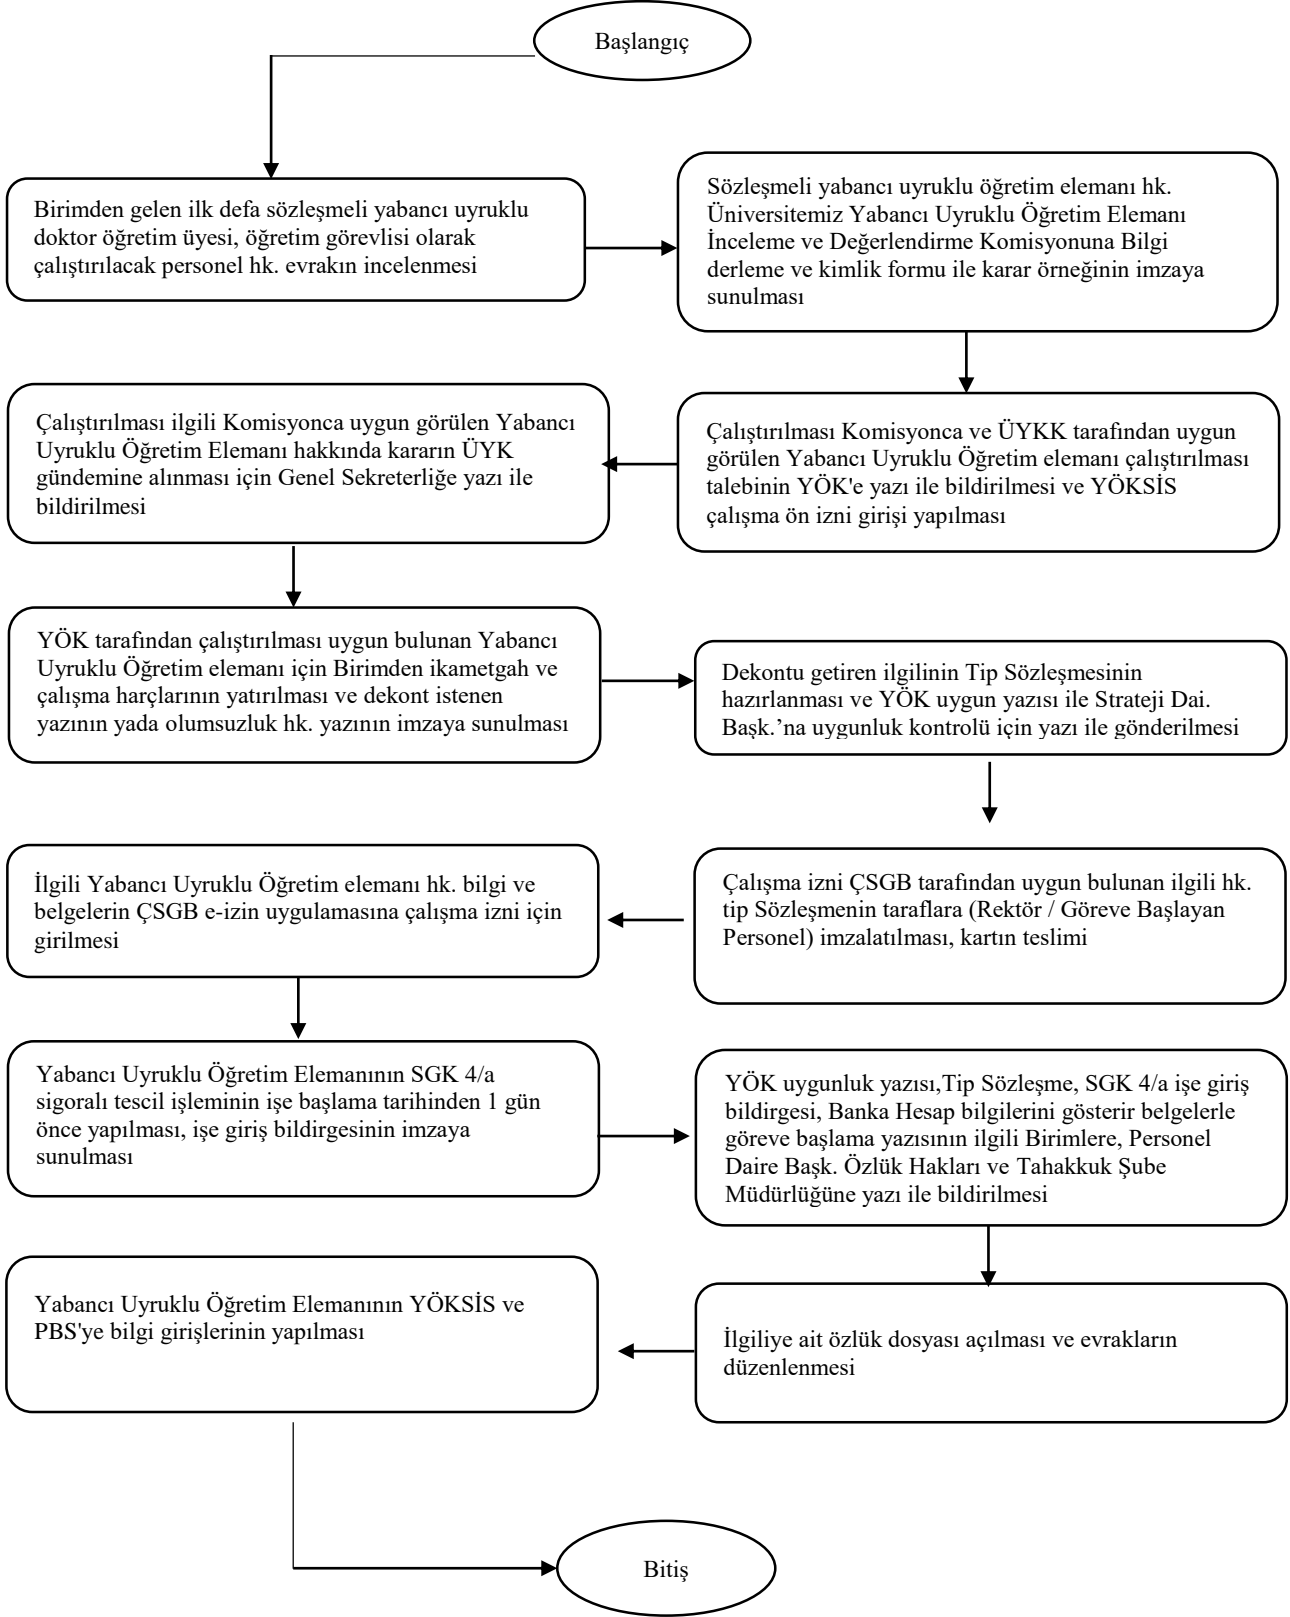 Başlangıç
Birimden gelen ilk defa sözleşmeli yabancı uyruklu
doktor öğretim üyesi, öğretim görevlisi olarak
çalıştırılacak personel hk. evrakın incelenmesi
Sözleşmeli yabancı uyruklu öğretim elemanı hk.
Üniversitemiz Yabancı Uyruklu Öğretim Elemanı
İnceleme ve Değerlendirme Komisyonuna Bilgi
derleme ve kimlik formu ile karar örneğinin imzaya
sunulması
Çalıştırılması Komisyonca ve ÜYKK tarafından uygun
görülen Yabancı Uyruklu Öğretim elemanı çalıştırılması
talebinin YÖK'e yazı ile bildirilmesi ve YÖKSİS
çalışma ön izni girişi yapılması
Çalıştırılması ilgili Komisyonca uygun görülen Yabancı
Uyruklu Öğretim Elemanı hakkında kararın ÜYK
gündemine alınması için Genel Sekreterliğe yazı ile
bildirilmesi
YÖK tarafından çalıştırılması uygun bulunan Yabancı
Uyruklu Öğretim elemanı için Birimden ikametgah ve
çalışma harçlarının yatırılması ve dekont istenen
yazının yada olumsuzluk hk. yazının imzaya sunulması
Dekontu getiren ilgilinin Tip Sözleşmesinin
hazırlanması ve YÖK uygun yazısı ile Strateji Dai.
Başk.’na uygunluk kontrolü için yazı ile gönderilmesi
Çalışma izni ÇSGB tarafından uygun bulunan ilgili hk.
tip Sözleşmenin taraflara (Rektör / Göreve Başlayan
Personel) imzalatılması, kartın teslimi
İlgili Yabancı Uyruklu Öğretim elemanı hk. bilgi ve
belgelerin ÇSGB e-izin uygulamasına çalışma izni için
girilmesi
Yabancı Uyruklu Öğretim Elemanının SGK 4/a
sigoralı tescil işleminin işe başlama tarihinden 1 gün
önce yapılması, işe giriş bildirgesinin imzaya
sunulması
YÖK uygunluk yazısı,Tip Sözleşme, SGK 4/a işe giriş
bildirgesi, Banka Hesap bilgilerini gösterir belgelerle
göreve başlama yazısının ilgili Birimlere, Personel
Daire Başk. Özlük Hakları ve Tahakkuk Şube
Müdürlüğüne yazı ile bildirilmesi
İlgiliye ait özlük dosyası açılması ve evrakların
düzenlenmesi
Yabancı Uyruklu Öğretim Elemanının YÖKSİS ve
PBS'ye bilgi girişlerinin yapılması
Bitiş